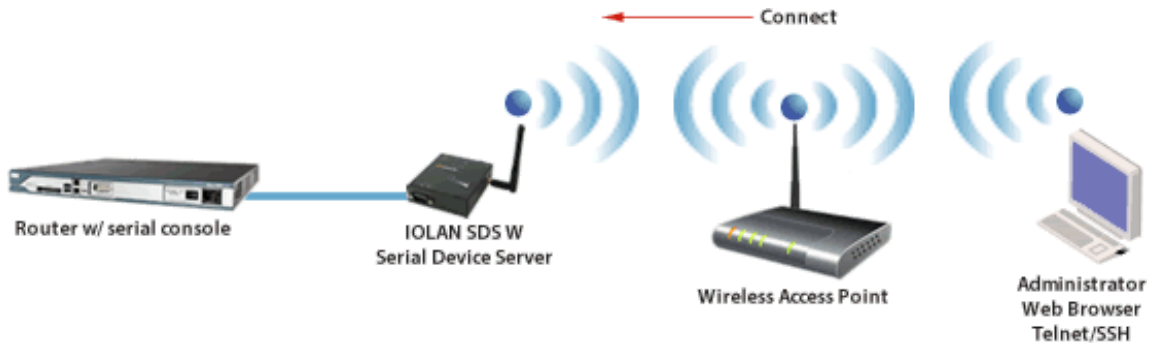 Connect
Router w/ serial console
IOLAN SDS W
Serial Device Server
Wireless Access Point
Administrator
Web Browser
Telnet/SSH